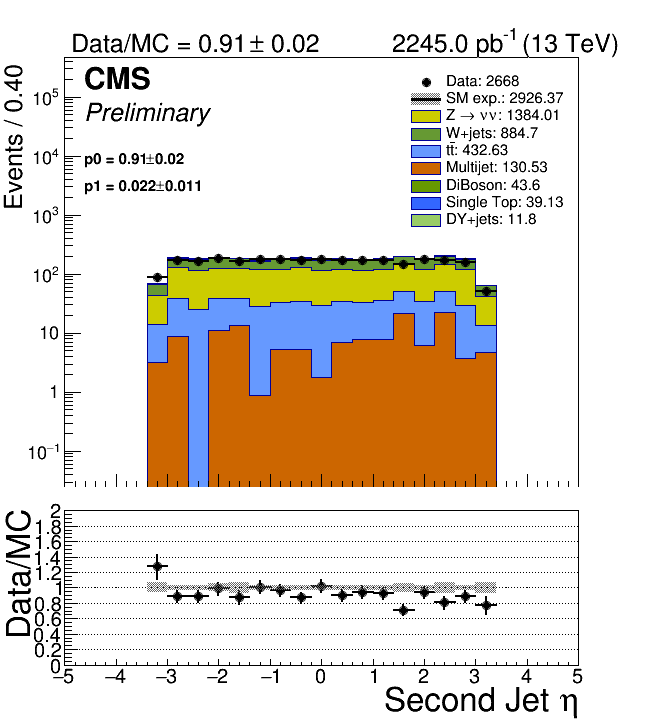 Data/MC = 0.91 ± 0.02 2245.0 pb⁻¹ (13 TeV)
CMS
Preliminary
p0 = 0.91±0.02
p1 = 0.022±0.011
Data: 2668
SM exp.: 2926.37
Z → νν: 1384.01
W+jets: 884.7
tt̄: 432.63
Multijet: 130.53
DiBoson: 43.6
Single Top: 39.13
DY+jets: 11.8
Events / 0.40
10⁵
10⁴
10³
10²
10
1
10⁻¹
Data/MC
2
1.8
1.6
1.4
1.2
1
0.8
0.6
0.4
0.2
0
−5 −4 −3 −2 −1 0 1 2 3 4 5
Second Jet η